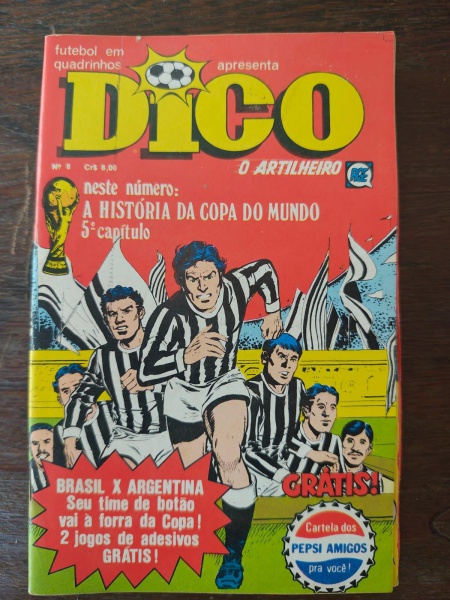 futebol em
quadrinhos apresenta
DICO
O ARTILHEIRO
Nº 8 Cr$ 8,00
RGE
neste número:
A HISTÓRIA DA COPA DO MUNDO
5º capítulo
BRASIL X ARGENTINA
Seu time de botão
vai à forra da Copa!
2 jogos de adesivos
GRÁTIS!
GRÁTIS!
Cartela dos
PEPSI AMIGOS
pra você!